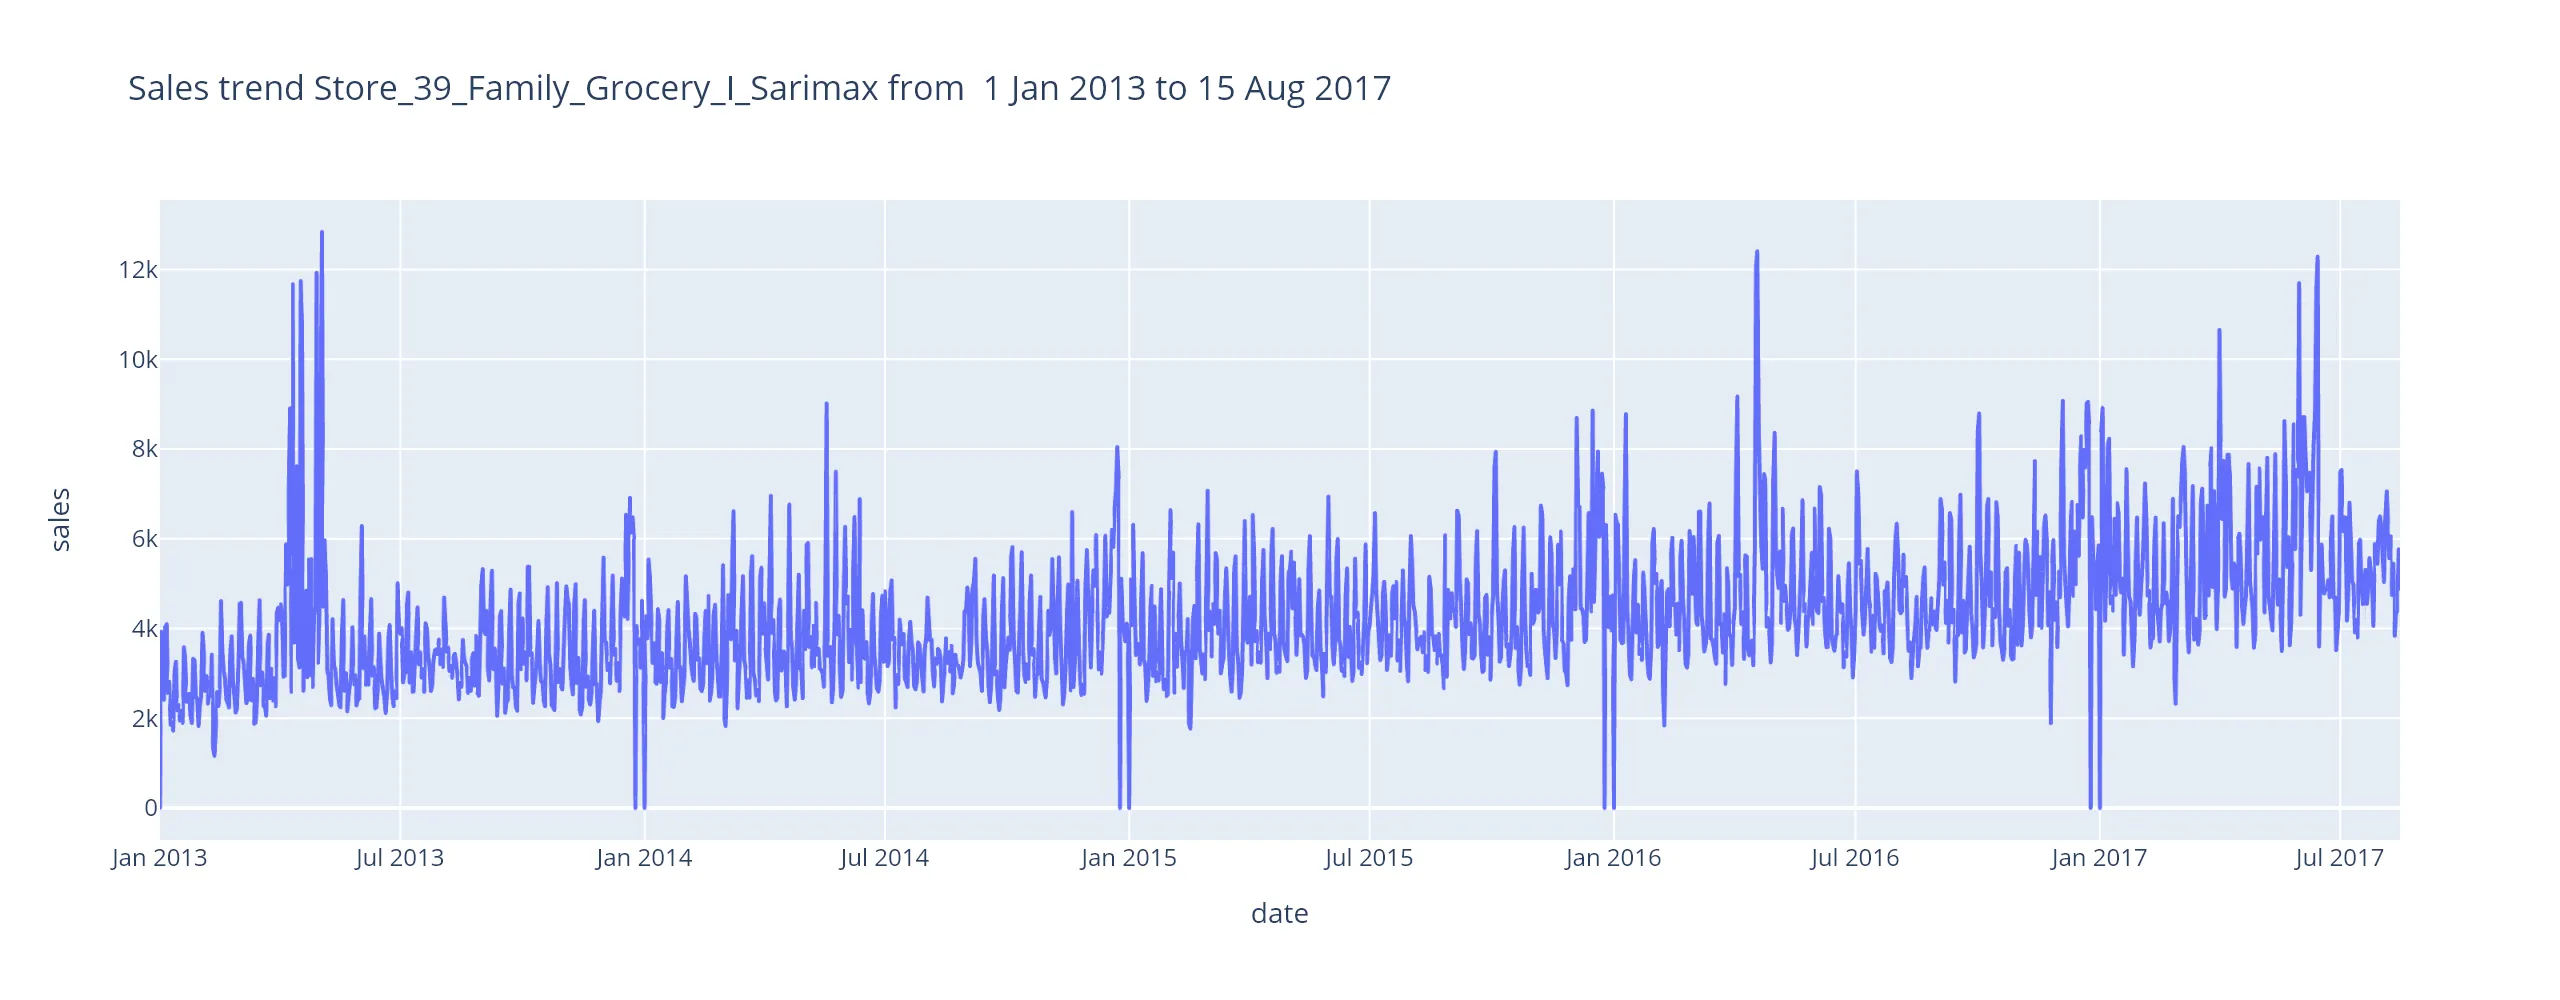 Sales trend Store_39_Family_Grocery_I_Sarimax from  1 Jan 2013 to 15 Aug 2017
12k
10k
8k
6k
4k
2k
0
sales
Jan 2013 Jul 2013 Jan 2014 Jul 2014 Jan 2015 Jul 2015 Jan 2016 Jul 2016 Jan 2017 Jul 2017
date